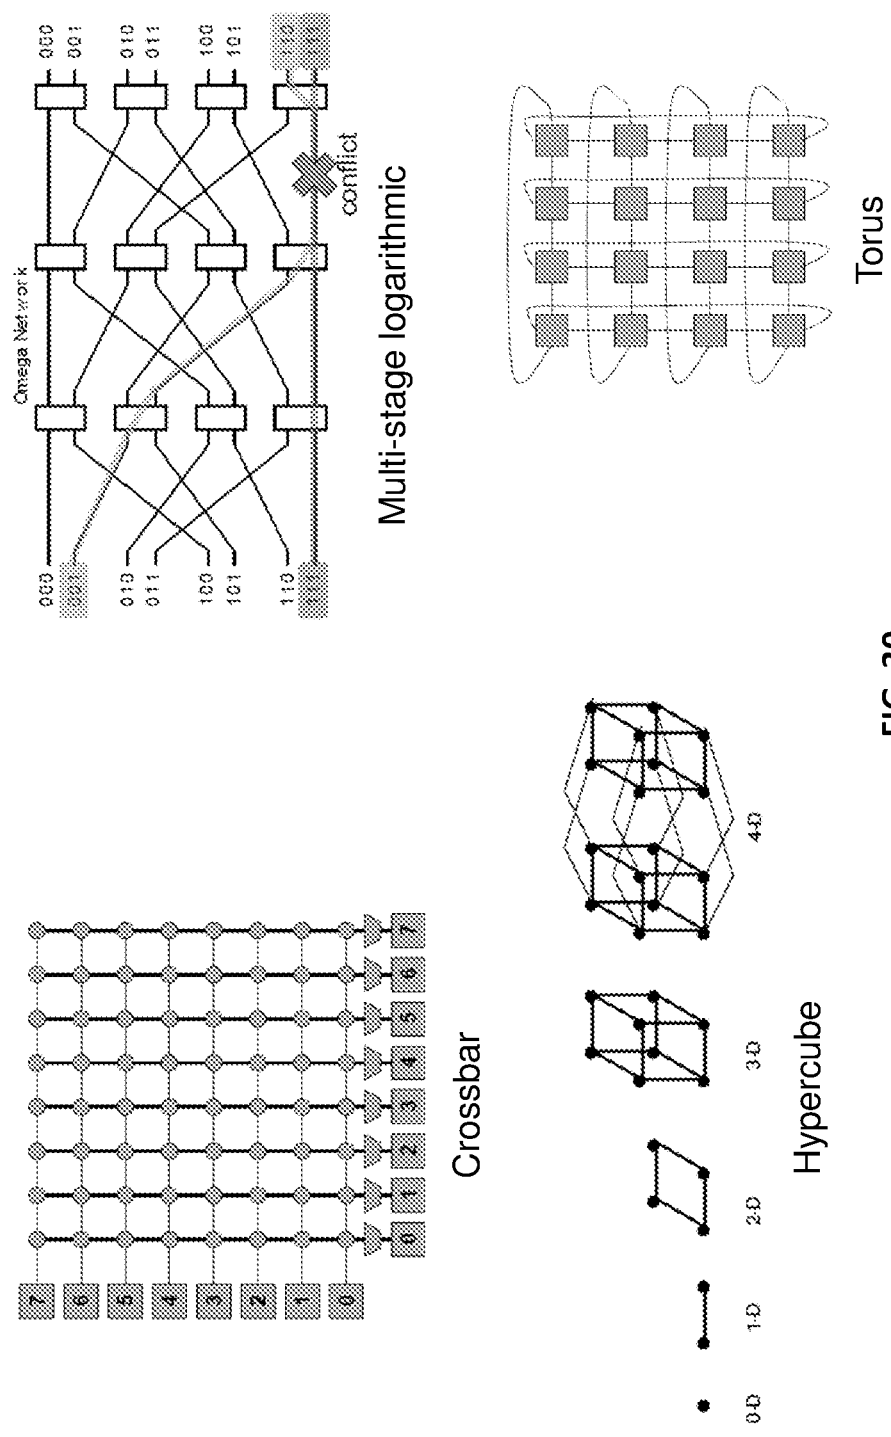 7
6
5
4
3
2
1
0
0 1 2 3 4 5 6 7
Crossbar
Omega Network
000 000
001 001
010 010
011 011
100 100
101 101
110 110
conflict
Multi-stage logarithmic
0-D 1-D 2-D 3-D 4-D
Hypercube
Torus
FIG.